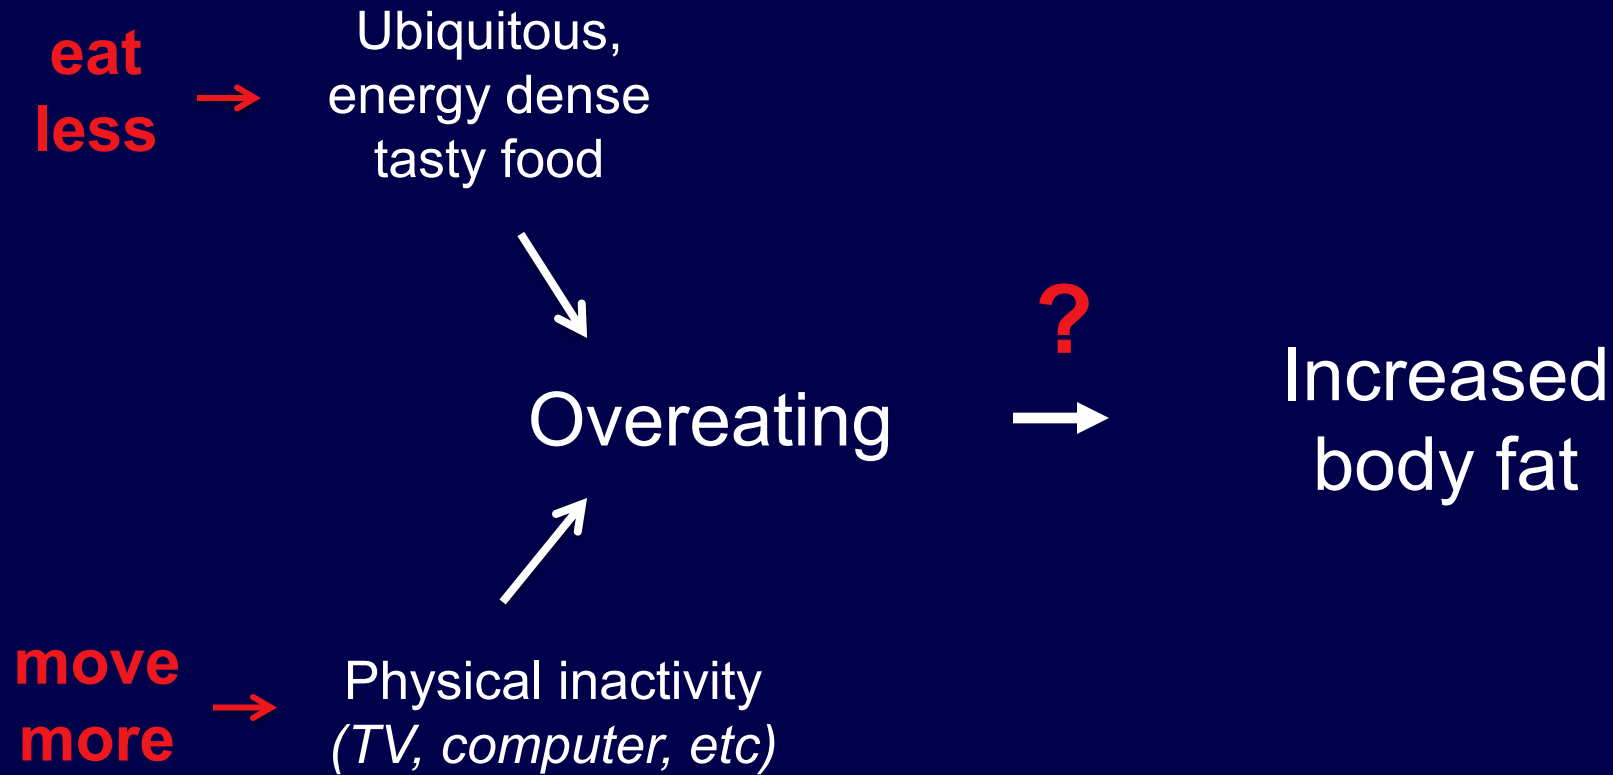 eat
less
Ubiquitous,
energy dense
tasty food
?
Overeating
Increased
body fat
move
more
Physical inactivity
(TV, computer, etc)